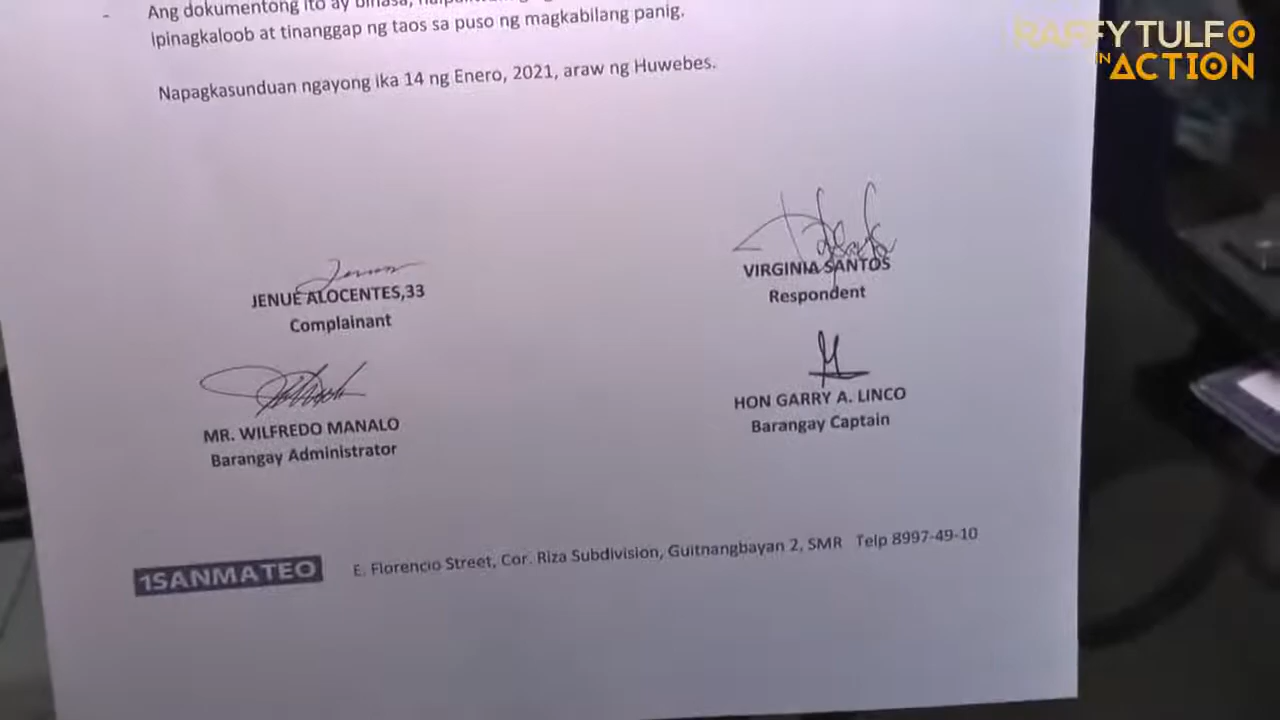 RAFFY TULFO
IN ACTION
- Ang dokumentong ito ay binasa,
ipinagkaloob at tinanggap ng taos sa puso ng magkabilang panig.
Napagkasunduan ngayong ika 14 ng Enero, 2021, araw ng Huwebes.
JENUE ALOCENTES,33
Complainant
VIRGINIA SANTOS
Respondent
MR. WILFREDO MANALO
Barangay Administrator
HON GARRY A. LINCO
Barangay Captain
1SANMATEO E. Florencio Street, Cor. Riza Subdivision, Guitnangbayan 2, SMR Telp 8997-49-10